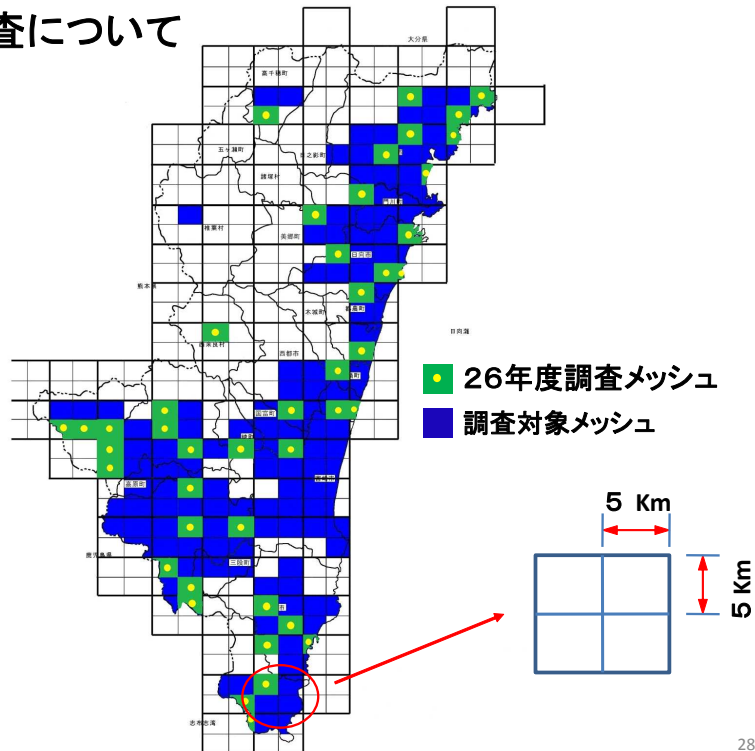 査について
大分県
高千穂町
五ヶ瀬町
日之影町
諸塚村
門川町
椎葉村
美郷町
日向市
熊本県
木城町
都農町
日向灘
西米良村
西都市
26年度調査メッシュ
国富町
調査対象メッシュ
綾町
高原町
宮崎市
5 Km
鹿児島県
三股町
5 Km
市
志布志湾
28